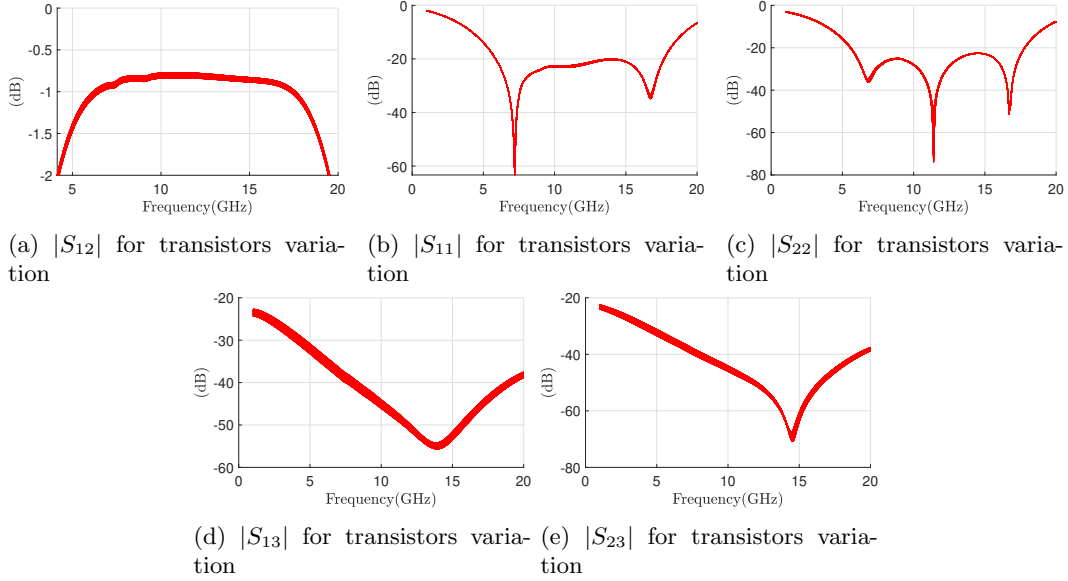 0
-0.5
-1
-1.5
-2
5
10
15
20
(dB)
Frequency(GHz)
0
-20
-40
-60
0
5
10
15
20
(dB)
Frequency(GHz)
0
-20
-40
-60
-80
0
5
10
15
20
(dB)
Frequency(GHz)
(a) |S12| for transistors varia-
tion
(b) |S11| for transistors varia-
tion
(c) |S22| for transistors varia-
tion
-20
-30
-40
-50
-60
0
5
10
15
20
(dB)
Frequency(GHz)
-20
-40
-60
-80
0
5
10
15
20
(dB)
Frequency(GHz)
(d) |S13| for transistors varia-
tion
(e) |S23| for transistors varia-
tion